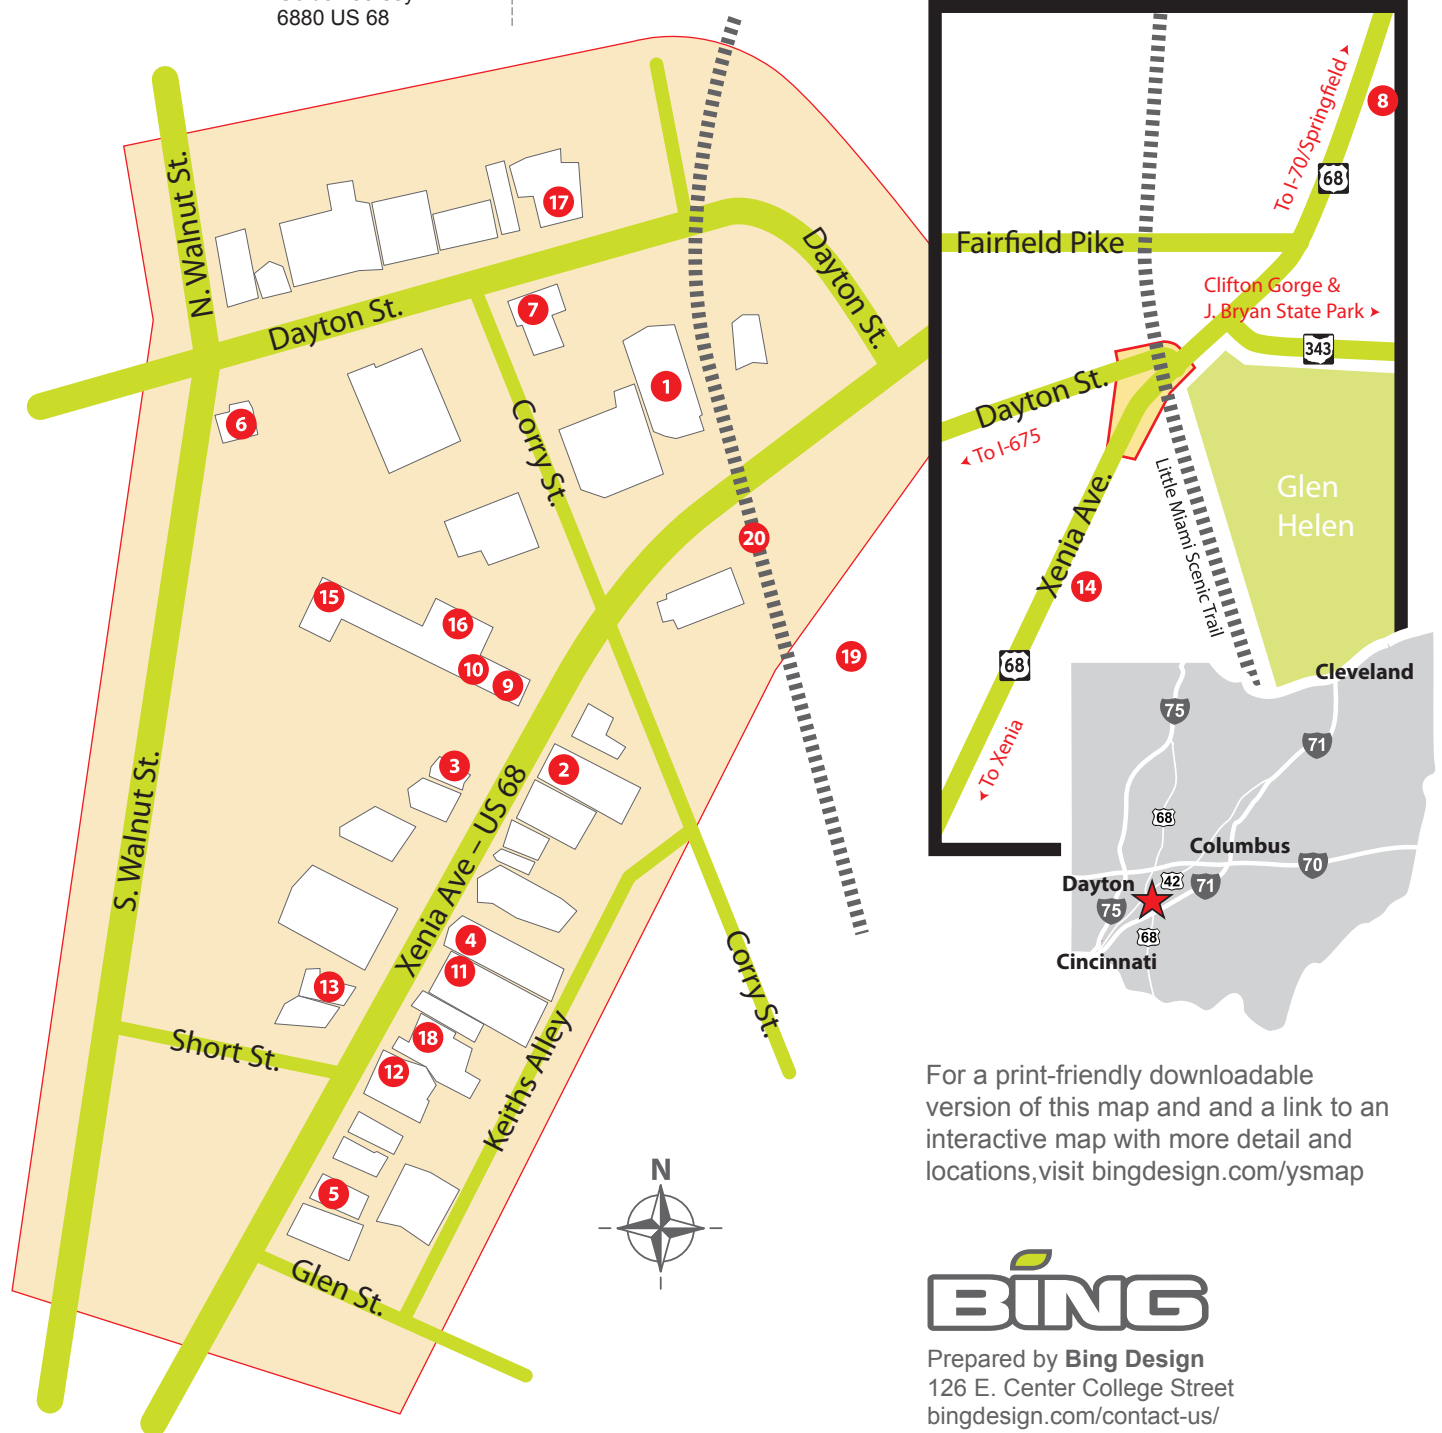 6880 US 68
N. Walnut St.
Dayton St.
Dayton St.
17
7
1
6
Corry St.
20
15
16
10
9
19
3
2
S. Walnut St.
Xenia Ave – US 68
4
11
13
Corry St.
Short St.
18
12
Keiths Alley
5
Glen St.
N
8
To I-70/Springfield
68
Fairfield Pike
Clifton Gorge &
J. Bryan State Park
343
Dayton St.
To I-675
Glen
Helen
Xenia Ave.
Little Miami Scenic Trail
14
68
To Xenia
Cleveland
75
71
68
Columbus
70
Dayton
42
71
75
68
Cincinnati
For a print-friendly downloadable
version of this map and and a link to an
interactive map with more detail and
locations,visit bingdesign.com/ysmap
BING
Prepared by Bing Design
126 E. Center College Street
bingdesign.com/contact-us/